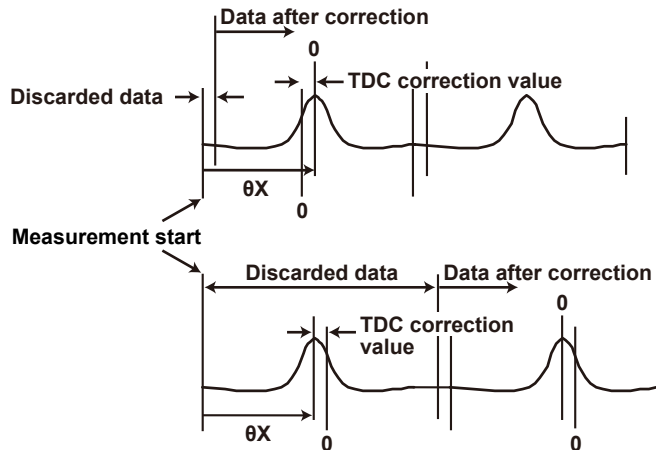 Data after correction
0
TDC correction value
Discarded data
θX
0
Measurement start
Discarded data
Data after correction
0
TDC correction
value
θX
0
0